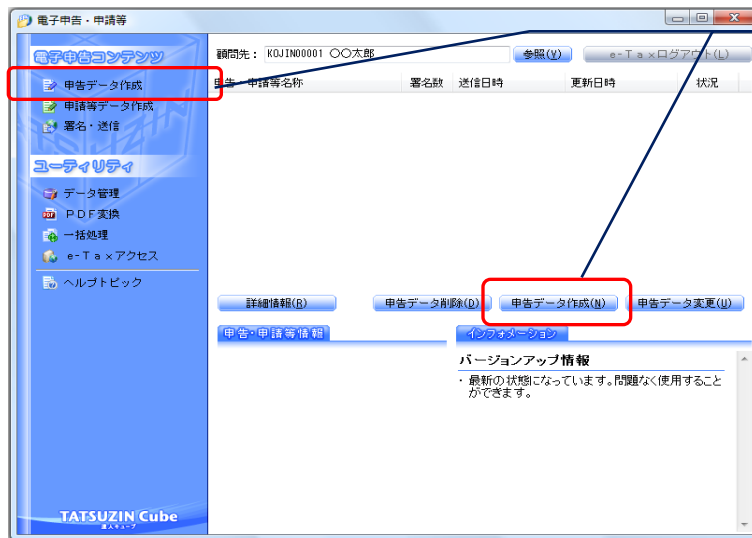 電子申告・申請等
電子申告コンテンツ
申告データ作成
申請等データ作成
署名・送信
ユーティリティ
データ管理
PDF変換
一括処理
e-Taxアクセス
ヘルプトピック
TATSUZIN Cube
達人キューブ
顧問先： KOJIN00001 〇〇太郎 参照(Y) e-Taxログアウト(L)
申告・申請等名称 署名数 送信日時 更新日時 状況
詳細情報(R) 申告データ削除(D) 申告データ作成(N) 申告データ変更(U)
申告・申請等情報
インフォメーション
バージョンアップ情報
・最新の状態になっています。問題なく使用すること
ができます。